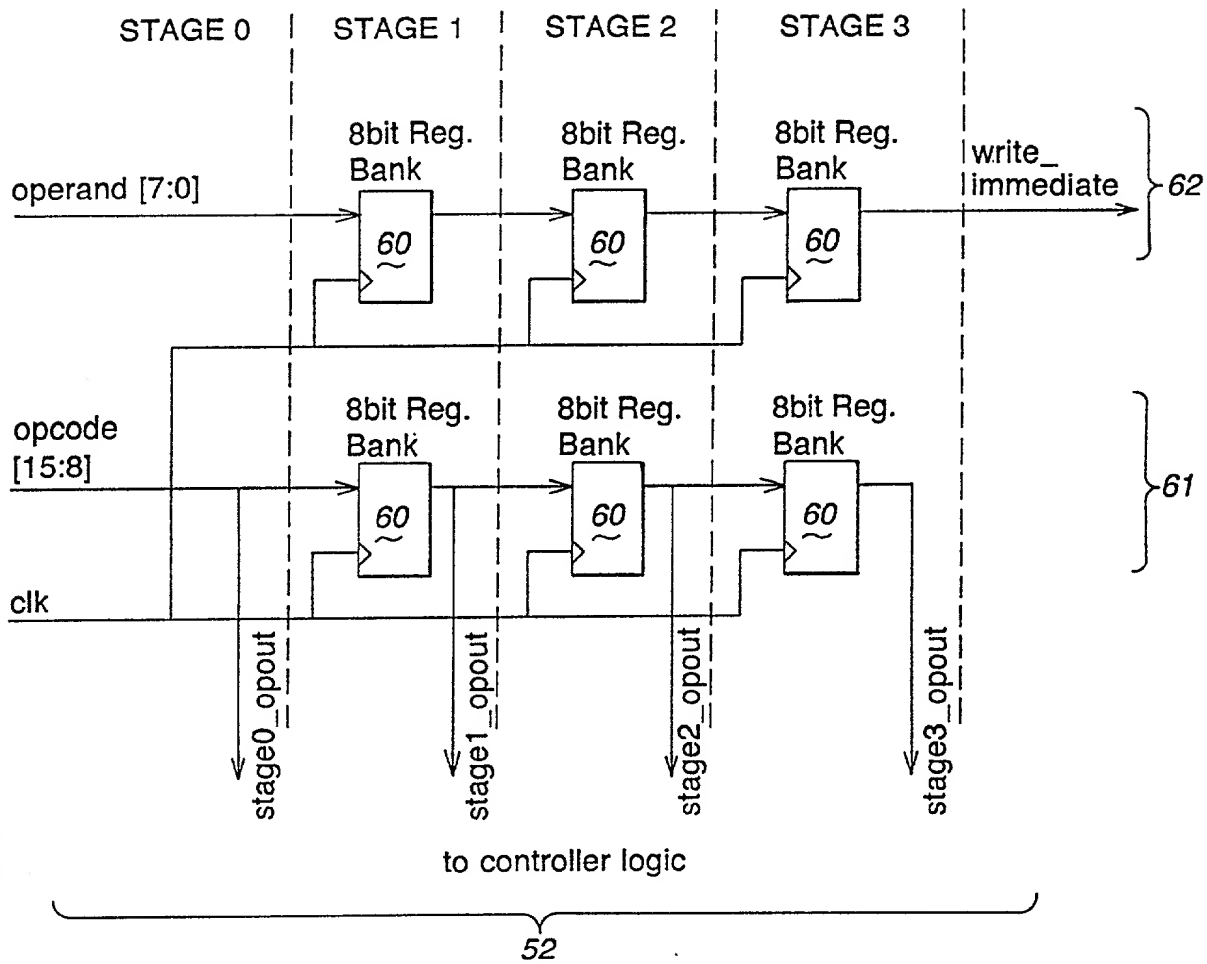 STAGE 0
STAGE 1
STAGE 2
STAGE 3
8bit Reg.
Bank
8bit Reg.
Bank
8bit Reg.
Bank
write_
immediate
operand [7:0]
60
60
60
62
8bit Reg.
Bank
8bit Reg.
Bank
8bit Reg.
Bank
opcode
[15:8]
60
60
60
61
clk
stage0_opout
stage1_opout
stage2_opout
stage3_opout
to controller logic
52